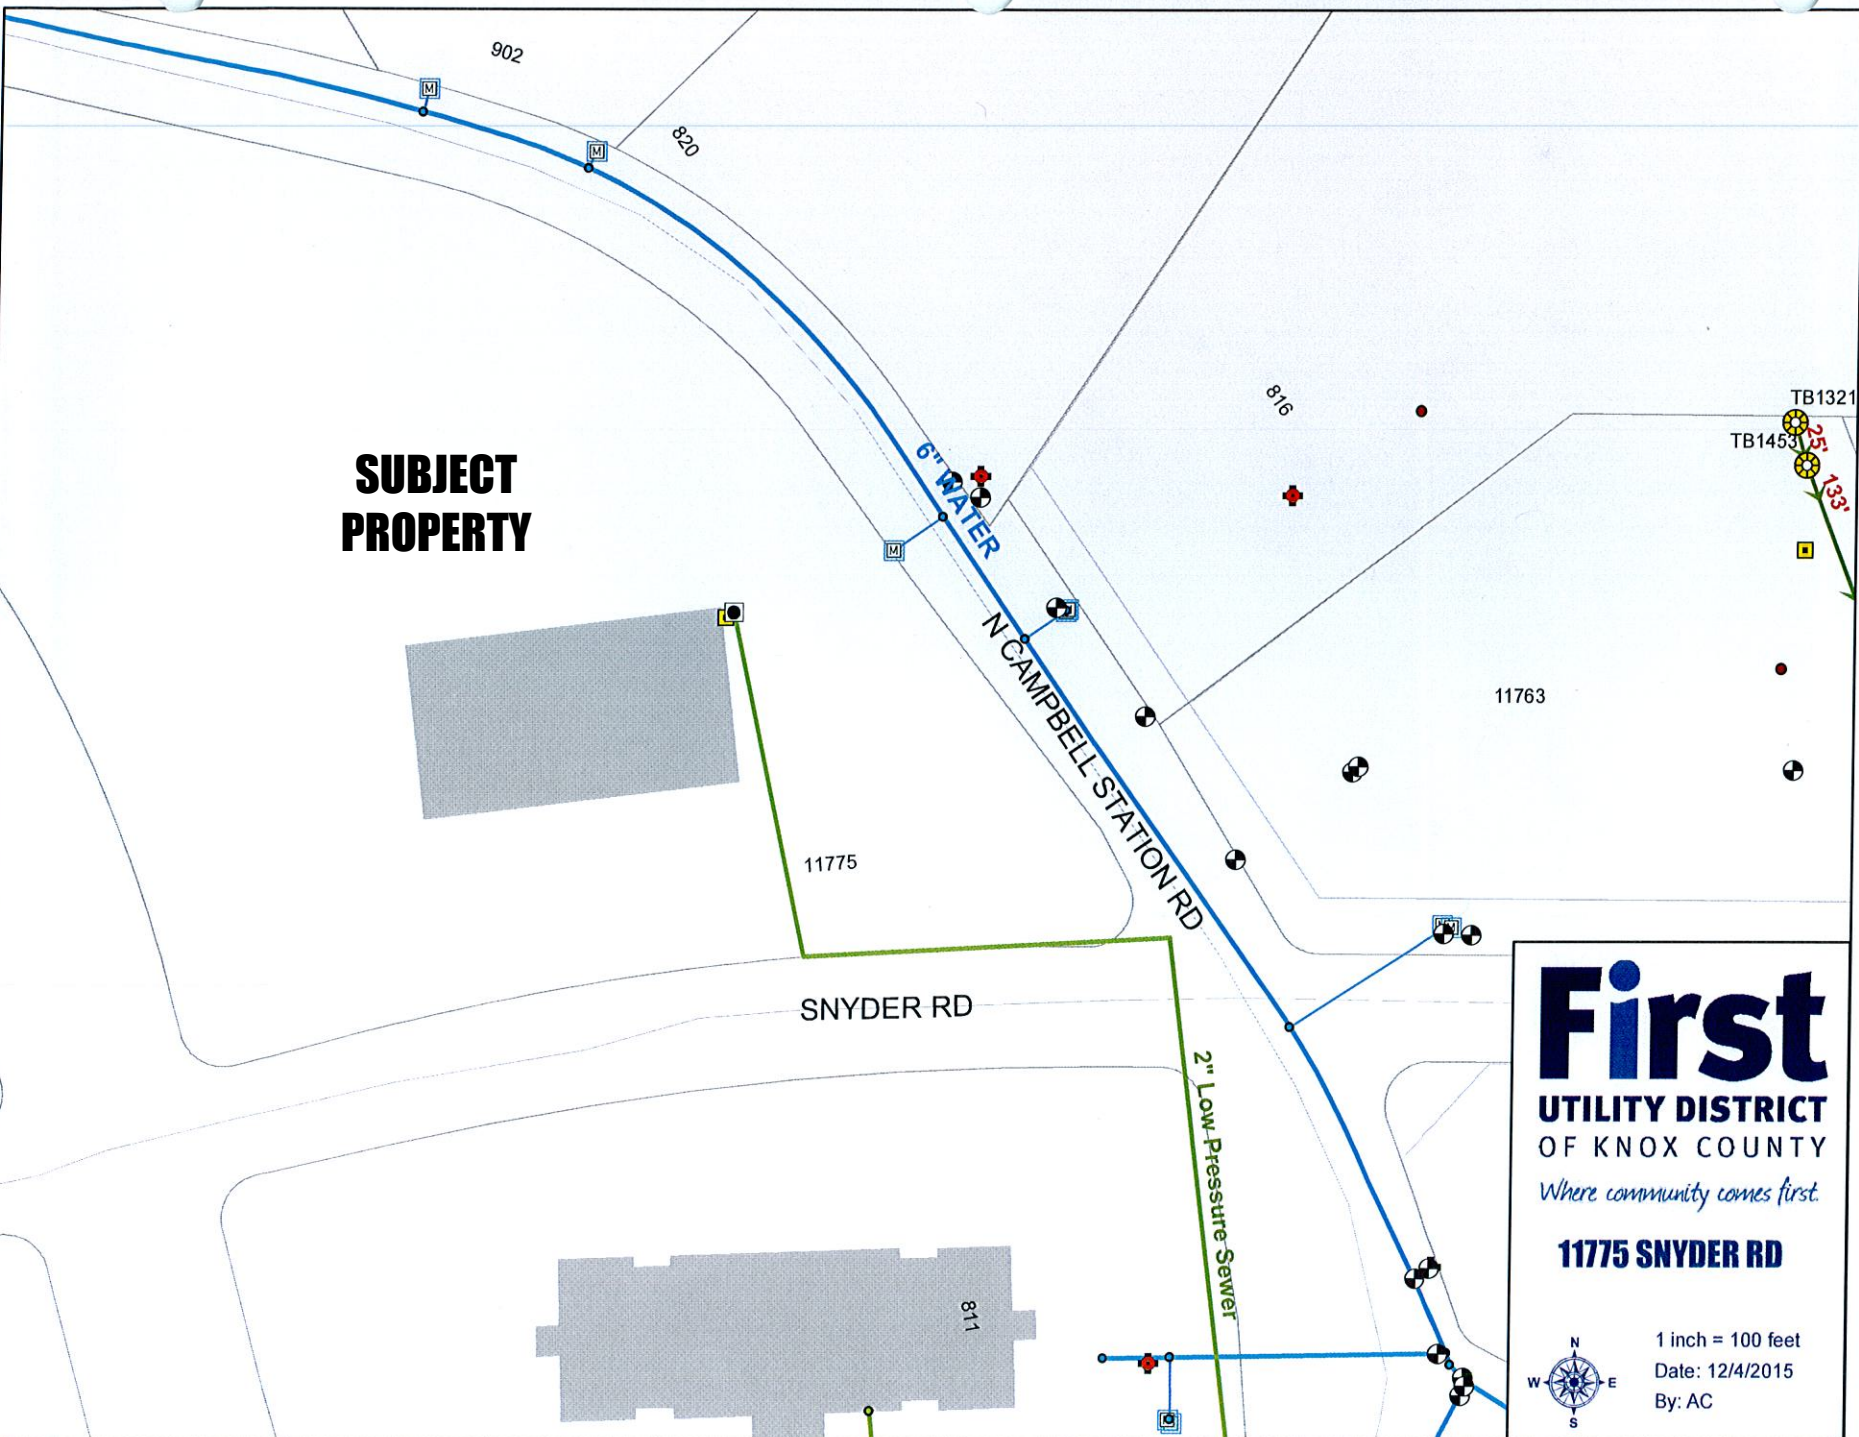 902
820
816
TB1321
TB1453
25'
133'
6" WATER
SUBJECT
PROPERTY
N CAMPBELL STATION RD
11763
11775
SNYDER RD
2" Low Pressure Sewer
811
M
M
M
First
UTILITY DISTRICT
OF KNOX COUNTY
Where community comes first.
11775 SNYDER RD
N
W E
S
1 inch = 100 feet
Date: 12/4/2015
By: AC